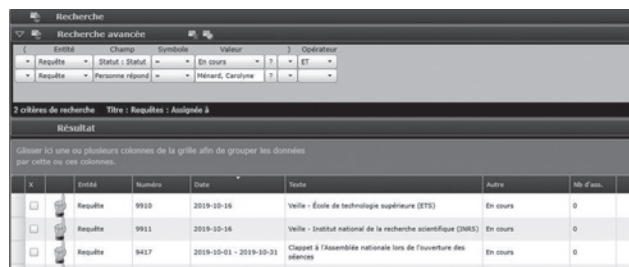 Recherche
Recherche avancée
( Entité Champ Symbole Valeur ) Opérateur
Requête Statut : Statut = En cours ? ET
Requête Personne répond = Ménard, Carolyne ?
2 critères de recherche Titre : Requêtes : Assignée à
Résultat
Glisser ici une ou plusieurs colonnes de la grille afin de grouper les données
par cette ou ces colonnes.
X Entité Numéro Date Texte Autre Nb d'ass.
Requête 9910 2019-10-16 Veille - École de technologie supérieure (ETS) En cours 0
Requête 9911 2019-10-16 Veille - Institut national de la recherche scientifique (INRS) En cours 0
Requête 9417 2019-10-01 - 2019-10-31 Clappet à l'Assemblée nationale lors de l'ouverture des En cours 0
séances